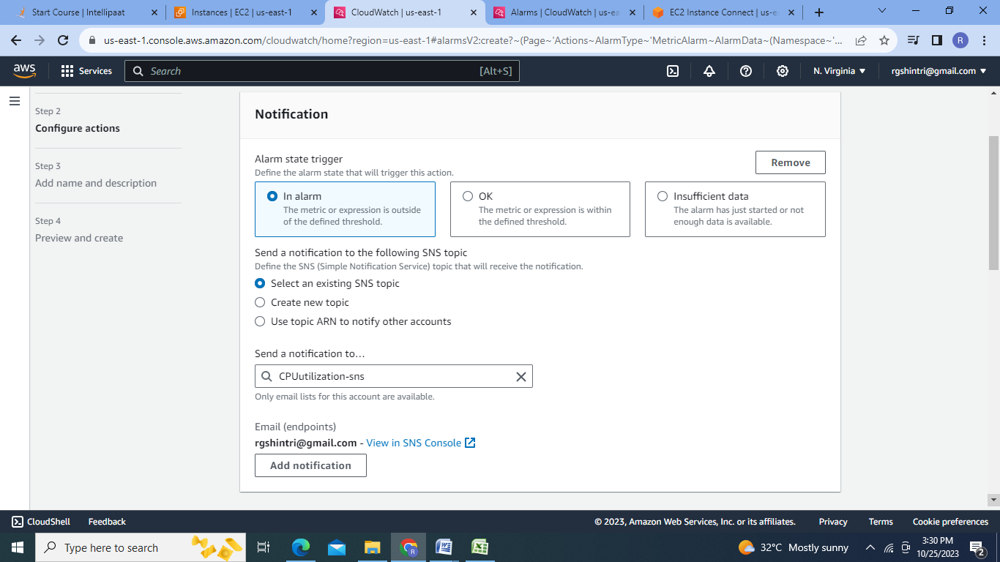 Start Course | Intellipaat
Instances | EC2 | us-east-1
CloudWatch | us-east-1
Alarms | CloudWatch | us-ea
EC2 Instance Connect | us-e
us-east-1.console.aws.amazon.com/cloudwatch/home?region=us-east-1#alarmsV2:create?~(Page~'Actions~AlarmType~'MetricAlarm~AlarmData~(Namespace~'...
R
aws
Services
Search
[Alt+S]
N. Virginia
rgshintri@gmail.com
Step 2
Configure actions
Step 3
Add name and description
Step 4
Preview and create
Notification
Alarm state trigger
Define the alarm state that will trigger this action.
Remove
In alarm
The metric or expression is outside
of the defined threshold.
OK
The metric or expression is within
the defined threshold.
Insufficient data
The alarm has just started or not
enough data is available.
Send a notification to the following SNS topic
Define the SNS (Simple Notification Service) topic that will receive the notification.
Select an existing SNS topic
Create new topic
Use topic ARN to notify other accounts
Send a notification to…
CPUutilization-sns
Only email lists for this account are available.
Email (endpoints)
rgshintri@gmail.com - View in SNS Console
Add notification
CloudShell
Feedback
© 2023, Amazon Web Services, Inc. or its affiliates.
Privacy
Terms
Cookie preferences
Type here to search
R
32°C Mostly sunny
3:30 PM
10/25/2023
2